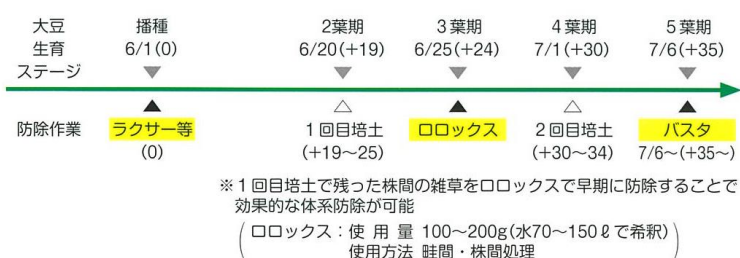 大豆 播種 2葉期 3葉期 4葉期 5葉期
生育 6/1(0) 6/20(+19) 6/25(+24) 7/1(+30) 7/6(+35)
ステージ
防除作業 ラクサー等 1回目培土 ロロックス 2回目培土 バスタ
(0) (+19～25) (+30～34) 7/6～(+35～)
※1回目培土で残った株間の雑草をロロックスで早期に防除することで
効果的な体系防除が可能
ロロックス：使用量 100～200g(水70～150ℓで希釈)
使用方法 畦間・株間処理